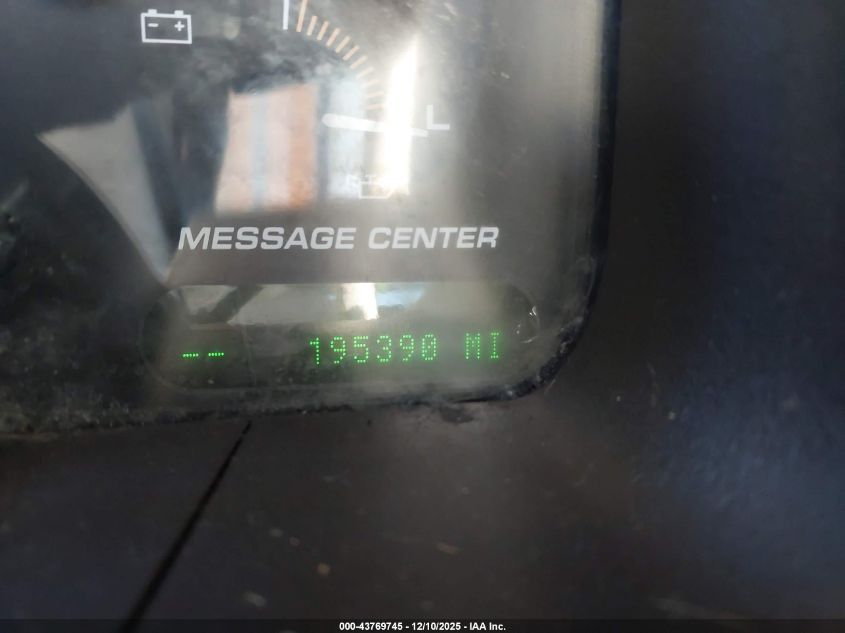 L
MESSAGE CENTER
-- 195390 MI
000-43769745 - 12/10/2025 - IAA Inc.